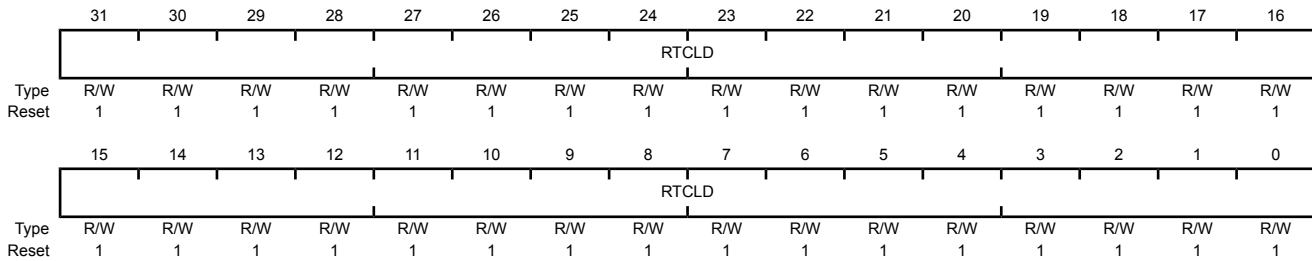 31 30 29 28 27 26 25 24 23 22 21 20 19 18 17 16
RTCLD
Type R/W R/W R/W R/W R/W R/W R/W R/W R/W R/W R/W R/W R/W R/W R/W R/W
Reset 1 1 1 1 1 1 1 1 1 1 1 1 1 1 1 1
15 14 13 12 11 10 9 8 7 6 5 4 3 2 1 0
RTCLD
Type R/W R/W R/W R/W R/W R/W R/W R/W R/W R/W R/W R/W R/W R/W R/W R/W
Reset 1 1 1 1 1 1 1 1 1 1 1 1 1 1 1 1